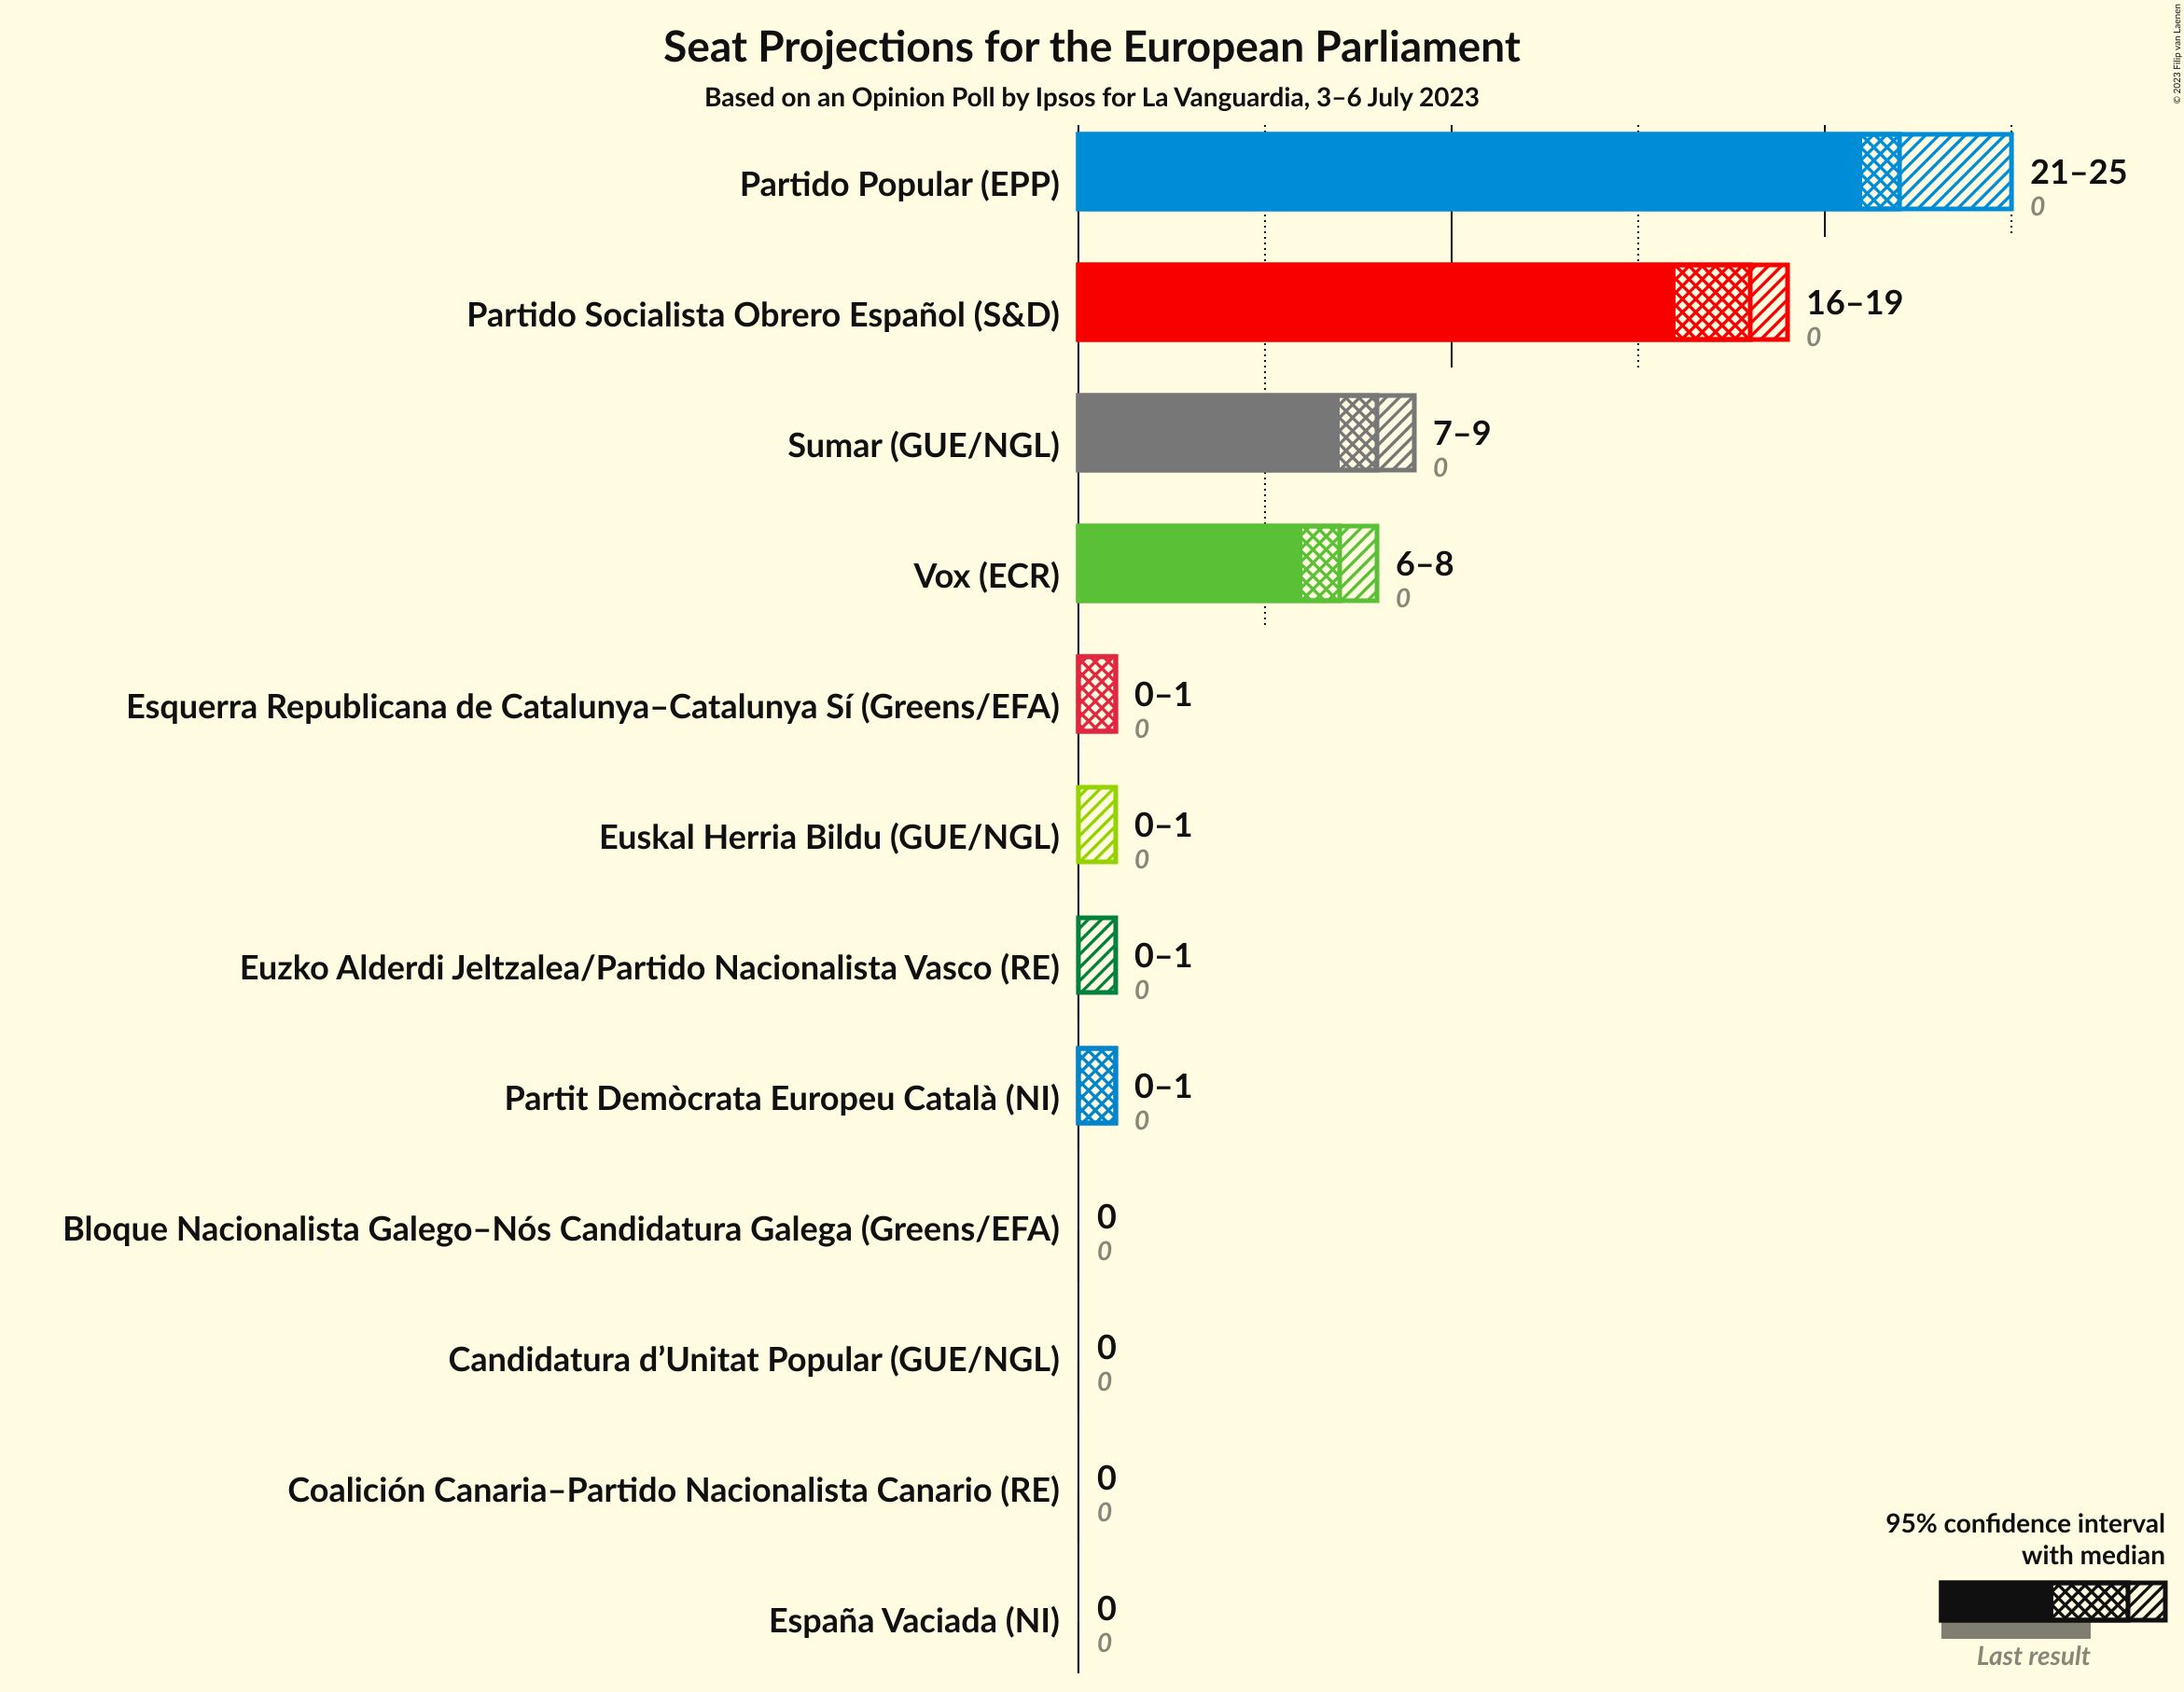 Seat Projections for the European Parliament
Based on an Opinion Poll by Ipsos for La Vanguardia, 3–6 July 2023
© 2023 Filip van Laenen
Partido Popular (EPP)
21–25
0
Partido Socialista Obrero Español (S&D)
16–19
0
Sumar (GUE/NGL)
7–9
0
Vox (ECR)
6–8
0
Esquerra Republicana de Catalunya–Catalunya Sí (Greens/EFA)
0–1
0
Euskal Herria Bildu (GUE/NGL)
0–1
0
Euzko Alderdi Jeltzalea/Partido Nacionalista Vasco (RE)
0–1
0
Partit Demòcrata Europeu Català (NI)
0–1
0
Bloque Nacionalista Galego–Nós Candidatura Galega (Greens/EFA)
0
0
Candidatura d’Unitat Popular (GUE/NGL)
0
0
Coalición Canaria–Partido Nacionalista Canario (RE)
0
0
España Vaciada (NI)
0
0
95% confidence interval
with median
Last result